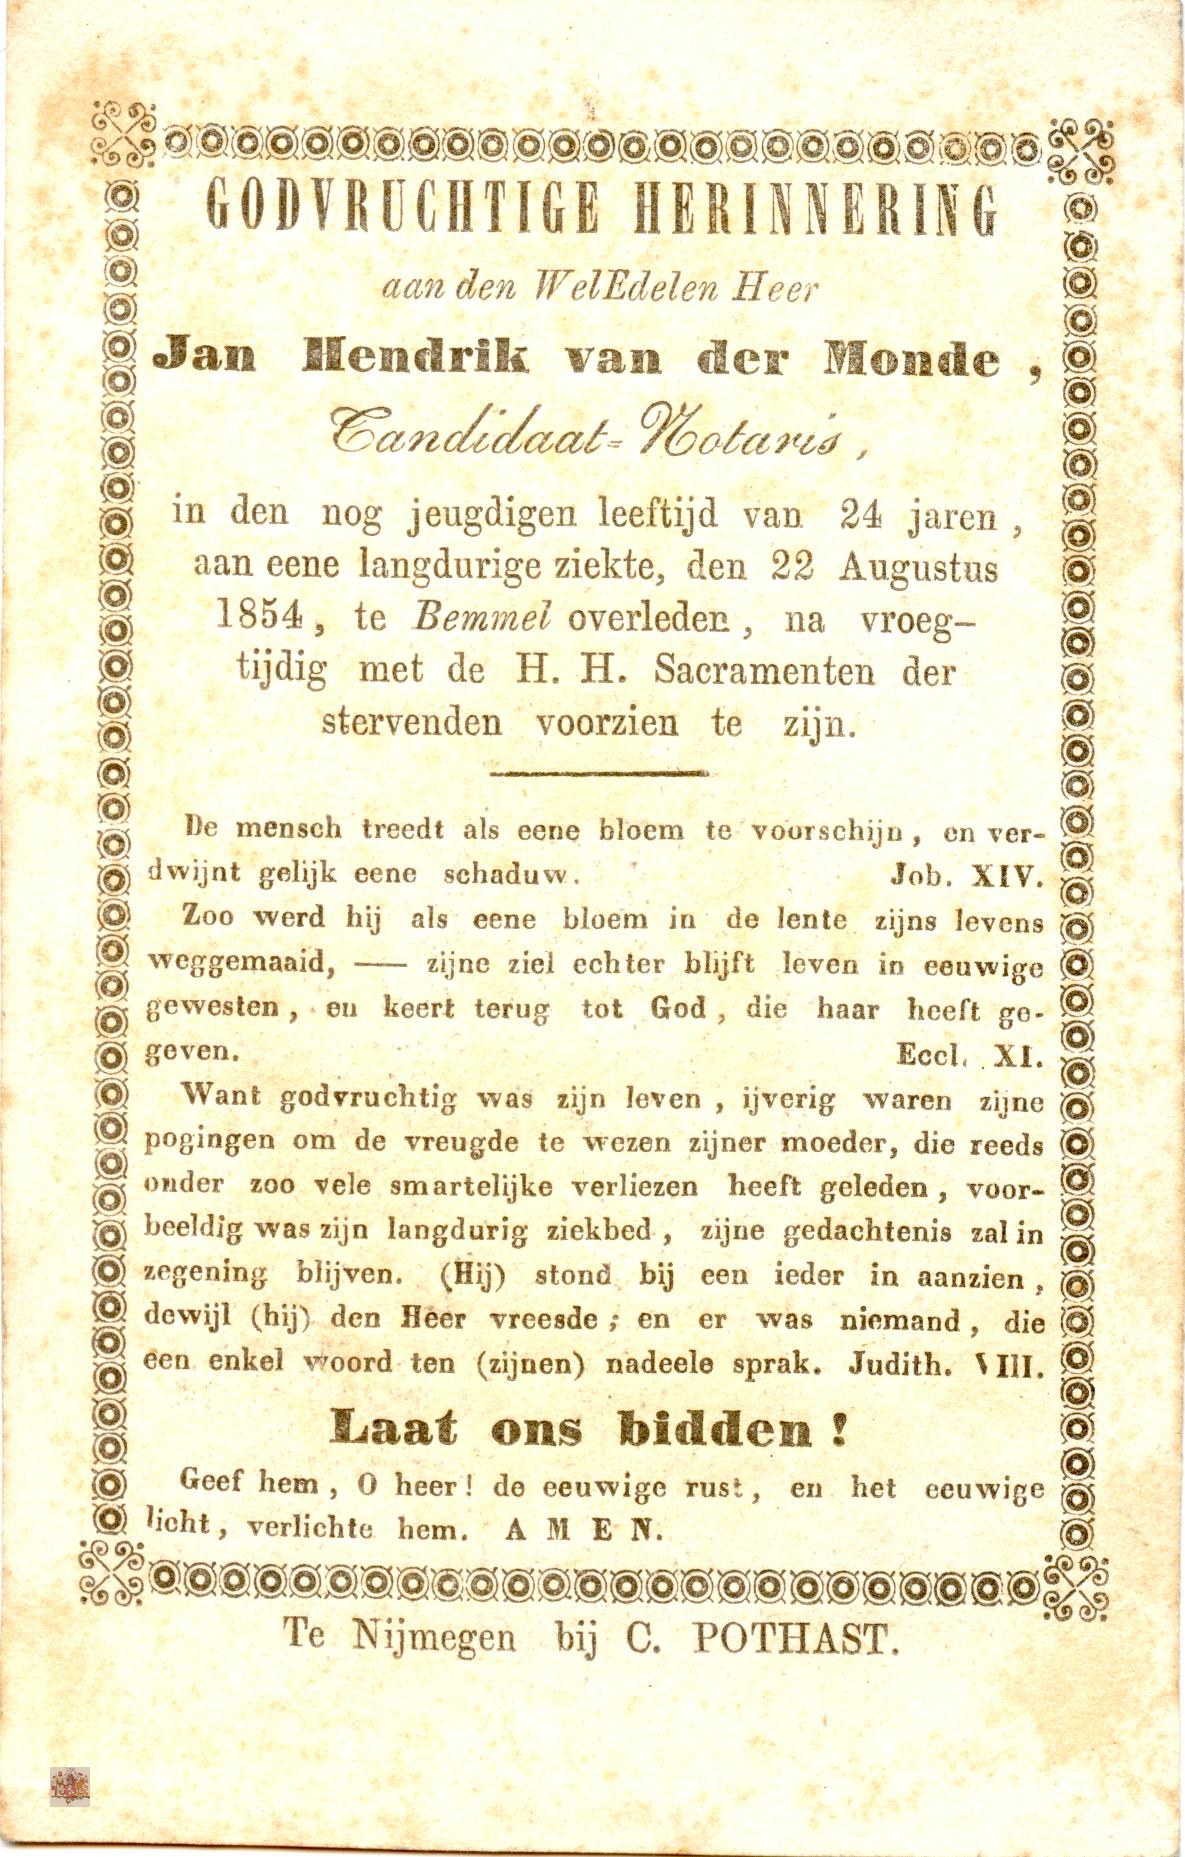 GODVRUCHTIGE HERINNERING
aan den WelEdelen Heer
Jan Hendrik van der Monde ,
Candidaat-Notaris ,
in den nog jeugdigen leeftijd van 24 jaren ,
aan eene langdurige ziekte, den 22 Augustus
1854 , te Bemmel overleden , na vroeg-
tijdig met de H. H. Sacramenten der
stervenden voorzien te zijn.
De mensch treedt als eene bloem te voorschijn , en ver-
dwijnt gelijk eene schaduw. Job. XIV.
Zoo werd hij als eene bloem in de lente zijns levens
weggemaaid, — zijne ziel echter blijft leven in eeuwige
gewesten , en keert terug tot God , die haar heeft ge-
geven. Eccl. XI.
Want godvruchtig was zijn leven , ijverig waren zijne
pogingen om de vreugde te wezen zijner moeder, die reeds
onder zoo vele smartelijke verliezen heeft geleden , voor-
beeldig was zijn langdurig ziekbed , zijne gedachtenis zal in
zegening blijven. (Hij) stond bij een ieder in aanzien ,
dewijl (hij) den Heer vreesde ; en er was niemand , die
een enkel woord ten (zijnen) nadeele sprak. Judith. VIII.
Laat ons bidden !
Geef hem , O heer ! de eeuwige rust , en het eeuwige
licht , verlichte hem. A M E N.
Te Nijmegen bij C. POTHAST.